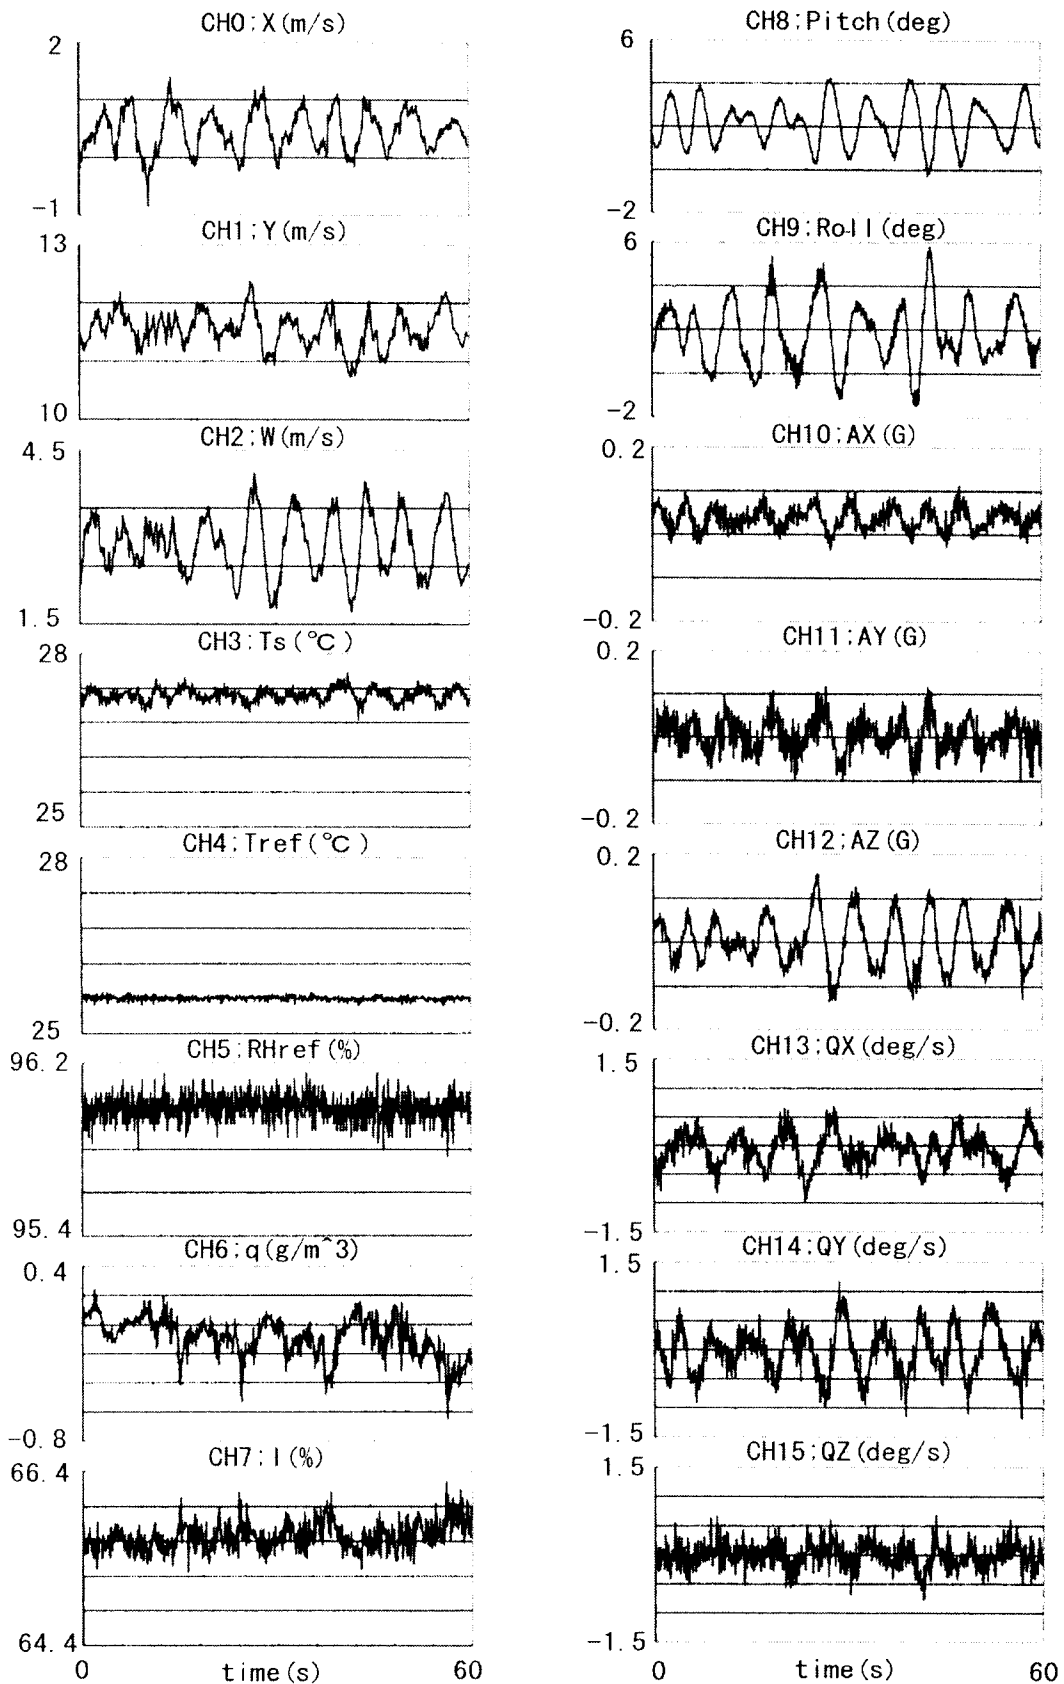 CH0:X(m/s)
2
-1
CH1:Y(m/s)
13
10
CH2:W(m/s)
4.5
1.5
CH3:Ts(℃)
28
25
CH4:Tref(℃)
28
25
CH5:RHref(%)
96.2
95.4
CH6:q(g/m^3)
0.4
-0.8
CH7:I(%)
66.4
64.4
0 time(s) 60
CH8:Pitch(deg)
6
-2
CH9:Roll(deg)
6
-2
CH10:AX(G)
0.2
-0.2
CH11:AY(G)
0.2
-0.2
CH12:AZ(G)
0.2
-0.2
CH13:QX(deg/s)
1.5
-1.5
CH14:QY(deg/s)
1.5
-1.5
CH15:QZ(deg/s)
1.5
-1.5
0 time(s) 60